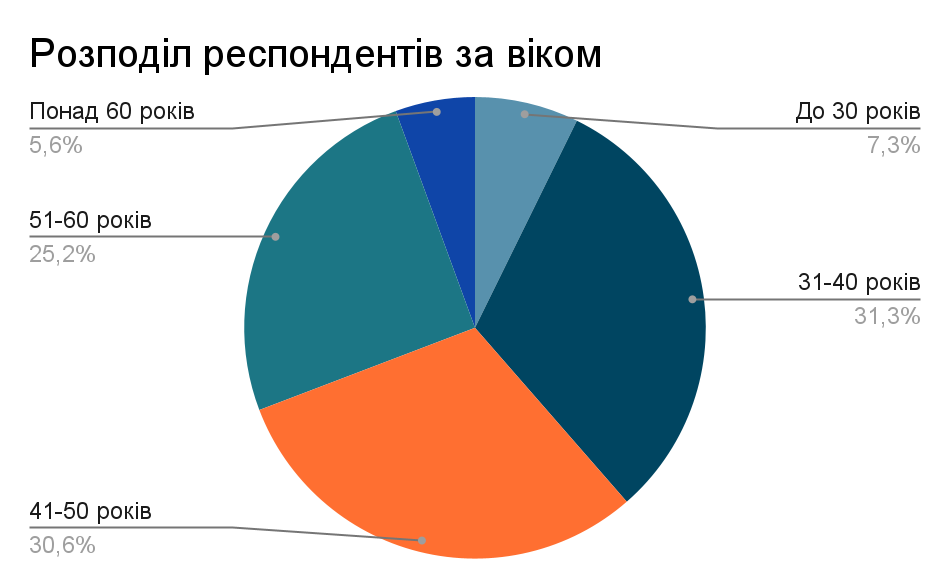 Розподіл респондентів за віком
Понад 60 років
5,6%
До 30 років
7,3%
51-60 років
25,2%
31-40 років
31,3%
41-50 років
30,6%